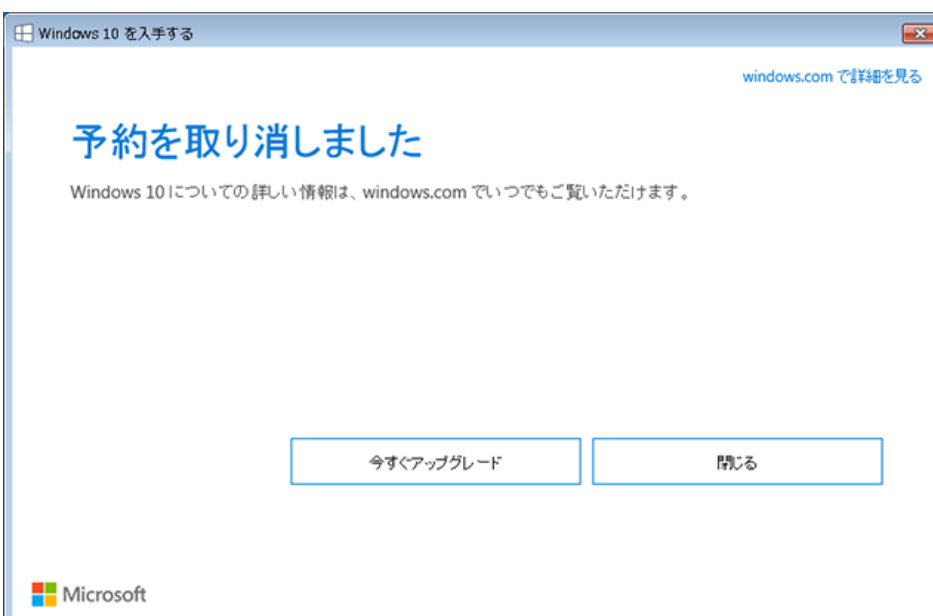 Windows 10 を入手する
windows.com で詳細を見る
予約を取り消しました
Windows 10 についての詳しい情報は、windows.com でいつでもご覧いただけます。
今すぐアップグレード
閉じる
Microsoft